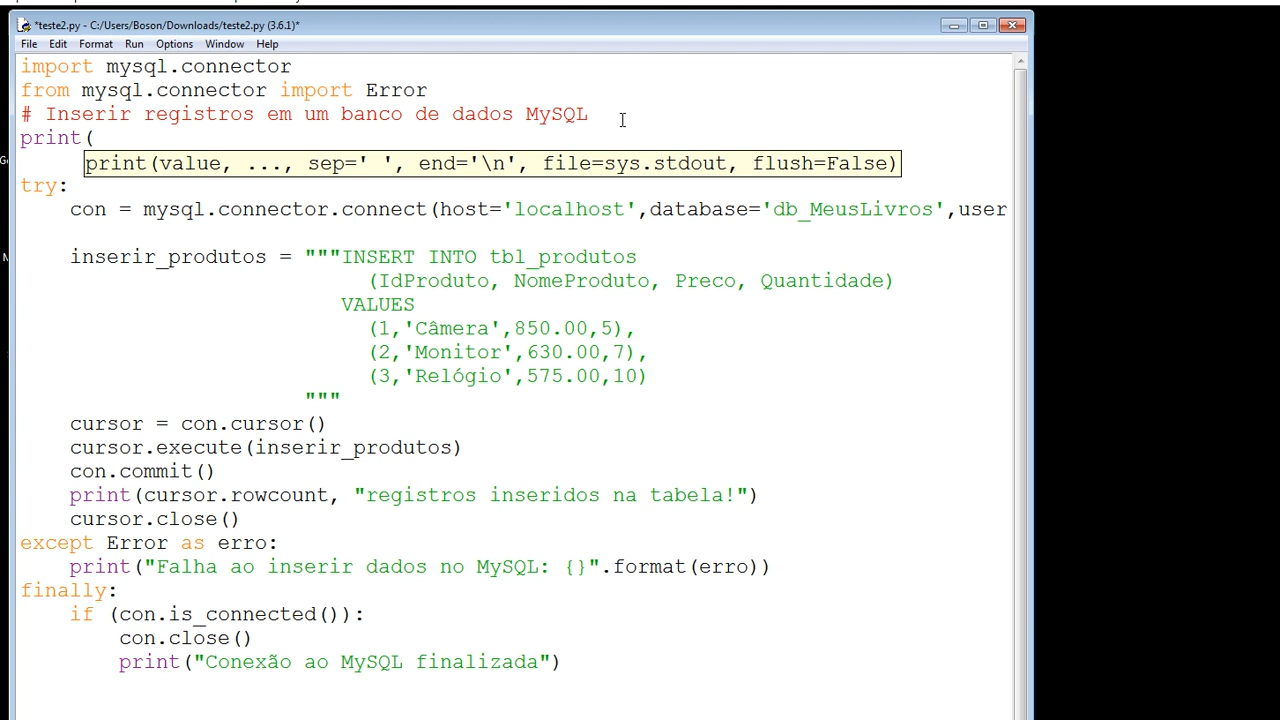 *teste2.py - C:/Users/Boson/Downloads/teste2.py (3.6.1)*
File Edit Format Run Options Window Help
import mysql.connector
from mysql.connector import Error
# Inserir registros em um banco de dados MySQL
print(
print(value, ..., sep=' ', end='\n', file=sys.stdout, flush=False)
try:
    con = mysql.connector.connect(host='localhost',database='db_MeusLivros',user
    inserir_produtos = """INSERT INTO tbl_produtos
                            (IdProduto, NomeProduto, Preco, Quantidade)
                          VALUES
                            (1,'Câmera',850.00,5),
                            (2,'Monitor',630.00,7),
                            (3,'Relógio',575.00,10)
                       """
    cursor = con.cursor()
    cursor.execute(inserir_produtos)
    con.commit()
    print(cursor.rowcount, "registros inseridos na tabela!")
    cursor.close()
except Error as erro:
    print("Falha ao inserir dados no MySQL: {}".format(erro))
finally:
    if (con.is_connected()):
        con.close()
        print("Conexão ao MySQL finalizada")